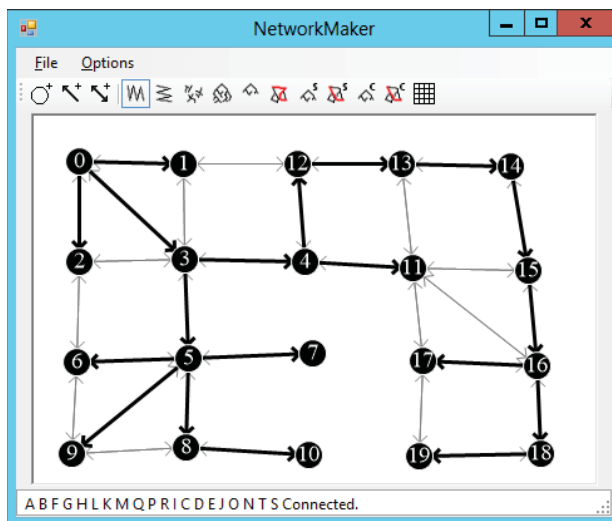 NetworkMaker
File Options
S S C C
0 1 12 13 14
2 3 4 11 15
6 5 7 17 16
9 8 10 19 18
A B F G H L K M Q P R I C D E J O N T S Connected.